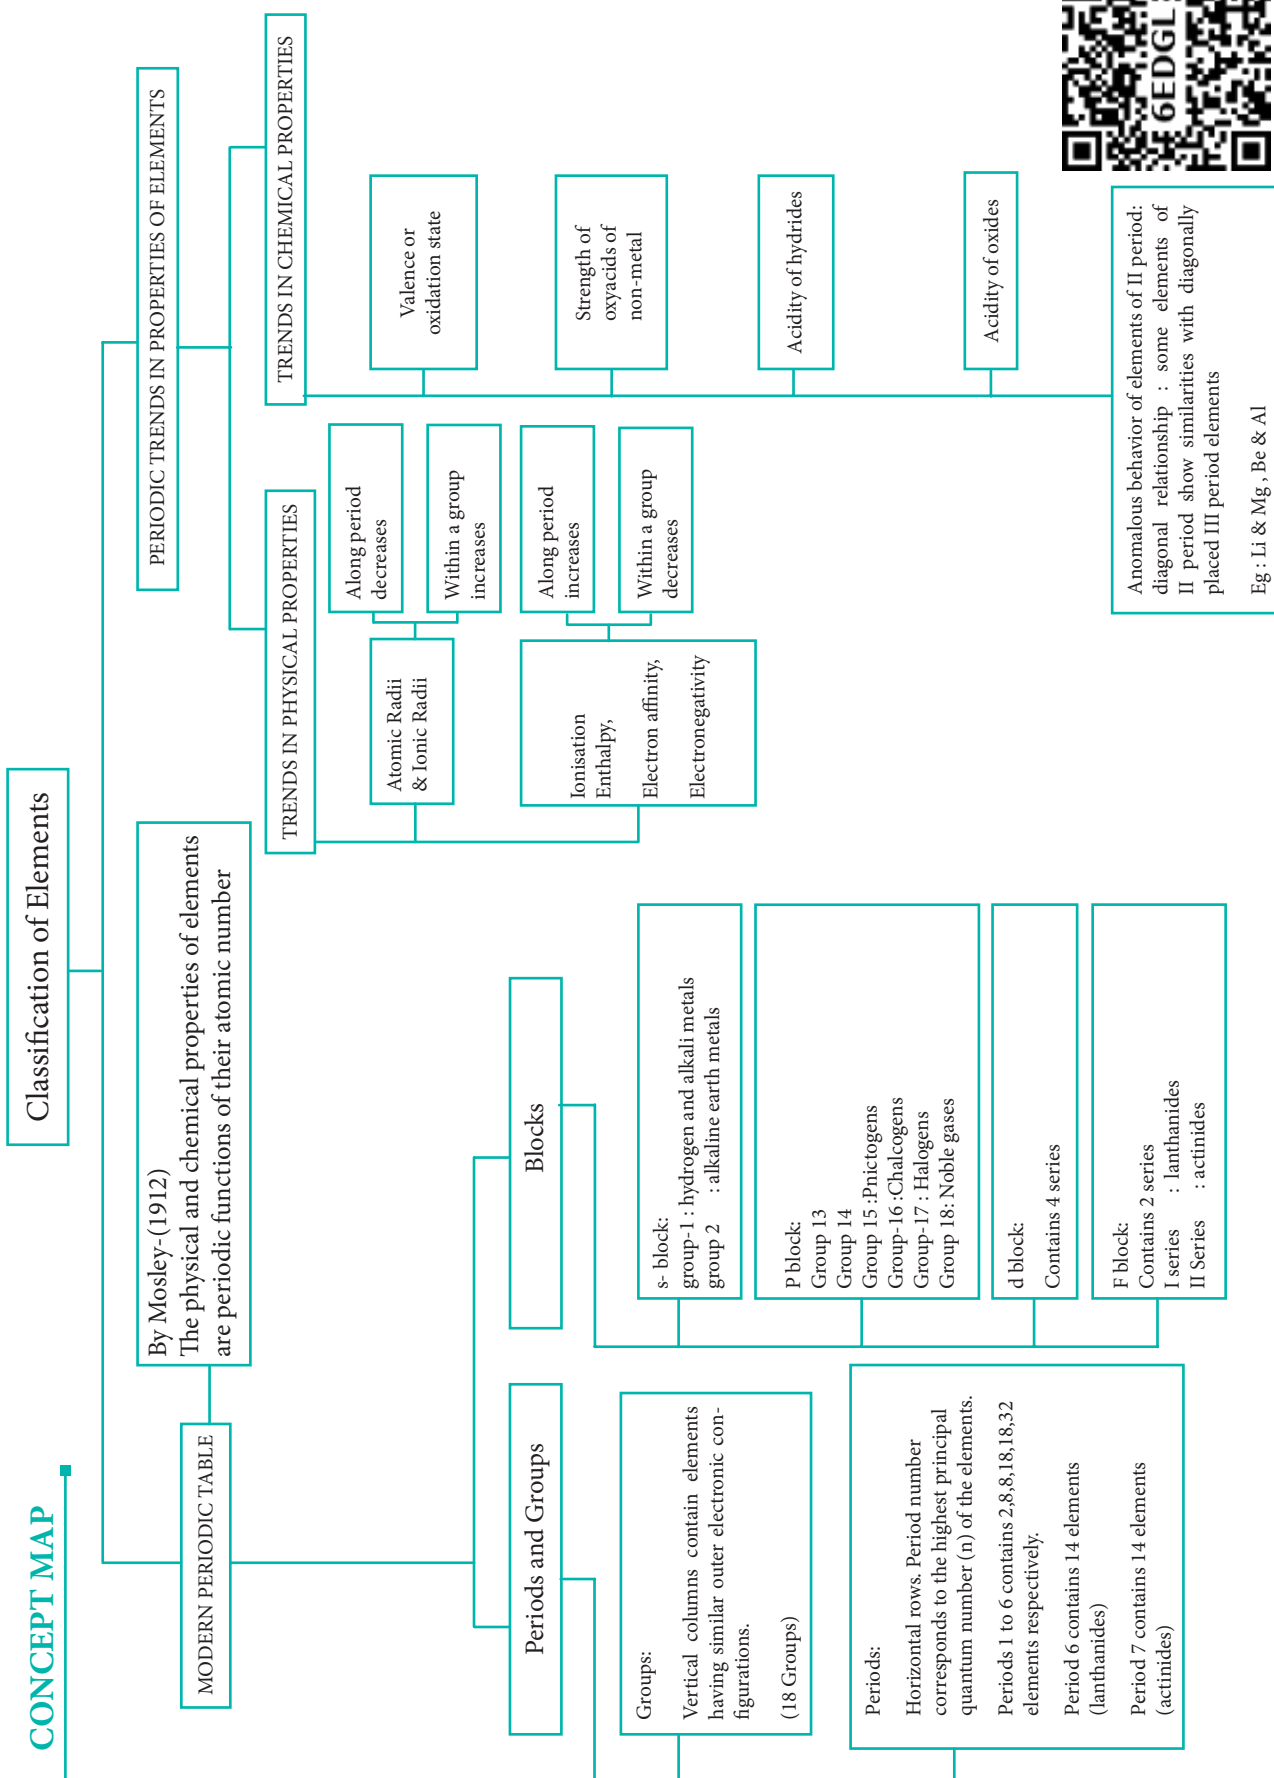 CONCEPT MAP
Classification of Elements
MODERN PERIODIC TABLE
By Mosley-(1912)
The physical and chemical properties of elements
are periodic functions of their atomic number
Periods and Groups
Groups:
Vertical columns contain elements
having similar outer electronic con-
figurations.
(18 Groups)
Periods:
Horizontal rows. Period number
corresponds to the highest principal
quantum number (n) of the elements.
Periods 1 to 6 contains 2,8,8,18,18,32
elements respectively.
Period 6 contains 14 elements
(lanthanides)
Period 7 contains 14 elements
(actinides)
Blocks
s- block:
group-1 : hydrogen and alkali metals
group 2 : alkaline earth metals
P block:
Group 13
Group 14
Group 15 :Pnictogens
Group-16 :Chalcogens
Group-17 : Halogens
Group 18: Noble gases
d block:
Contains 4 series
F block:
Contains 2 series
I series : lanthanides
II Series : actinides
PERIODIC TRENDS IN PROPERTIES OF ELEMENTS
TRENDS IN PHYSICAL PROPERTIES
Atomic Radii
& Ionic Radii
Along period
decreases
Within a group
increases
Ionisation
Enthalpy,
Electron affinity,
Electronegativity
Along period
increases
Within a group
decreases
TRENDS IN CHEMICAL PROPERTIES
Valence or
oxidation state
Strength of
oxyacids of
non-metal
Acidity of hydrides
Acidity of oxides
Anomalous behavior of elements of II period:
diagonal relationship : some elements of
II period show similarities with diagonally
placed III period elements
Eg : Li & Mg , Be & Al
6EDGL